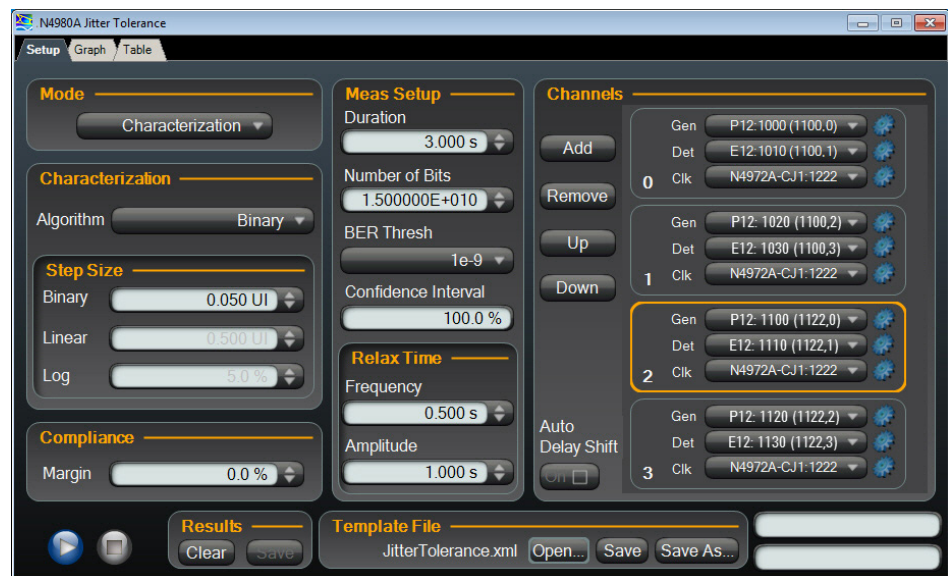 N4980A Jitter Tolerance
Setup Graph Table
Mode
Characterization
Characterization
Algorithm Binary
Step Size
Binary 0.050 UI
Linear 0.500 UI
Log 5.0 %
Compliance
Margin 0.0 %
Meas Setup
Duration
3.000 s
Number of Bits
1.500000E+010
BER Thresh
1e-9
Confidence Interval
100.0 %
Relax Time
Frequency
0.500 s
Amplitude
1.000 s
Channels
Add
Remove
Up
Down
Auto
Delay Shift
On
Gen P12:1000 (1100,0)
Det E12:1010 (1100,1)
0 Clk N4972A-CJ1:1222
Gen P12: 1020 (1100,2)
Det E12: 1030 (1100,3)
1 Clk N4972A-CJ1:1222
Gen P12: 1100 (1122,0)
Det E12: 1110 (1122,1)
2 Clk N4972A-CJ1:1222
Gen P12: 1120 (1122,2)
Det E12: 1130 (1122,3)
3 Clk N4972A-CJ1:1222
Results
Clear Save
Template File
JitterTolerance.xml Open... Save Save As...